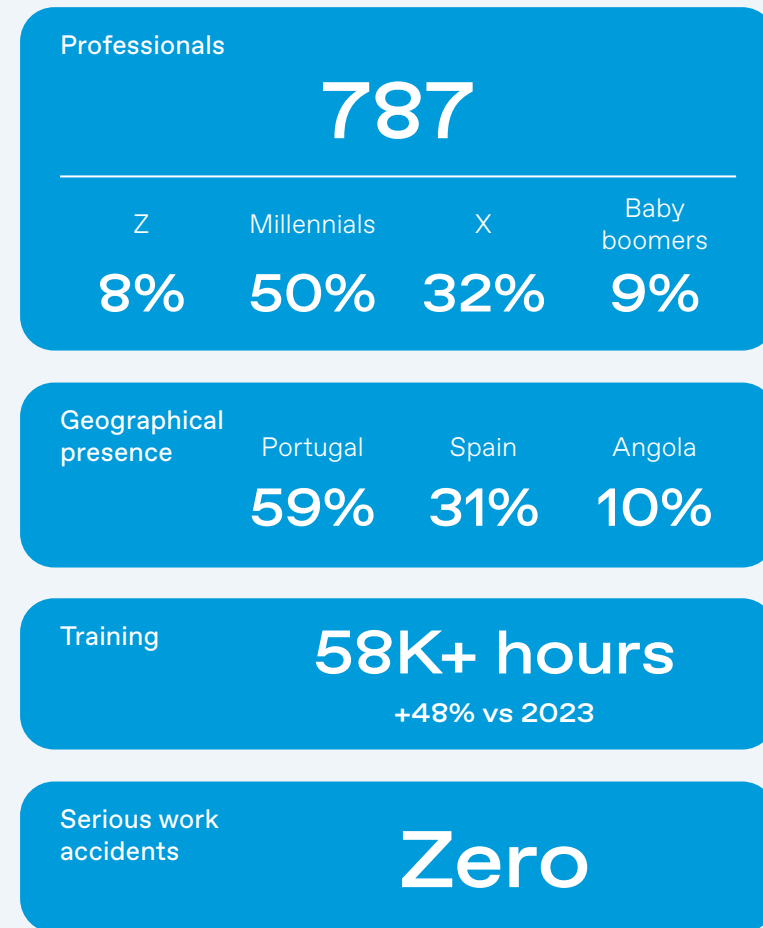 Professionals
787
Z
Millennials
X
Baby
boomers
8%
50%
32%
9%
Geographical
presence
Portugal
Spain
Angola
59%
31%
10%
Training
58K+ hours
+48% vs 2023
Serious work
accidents
Zero